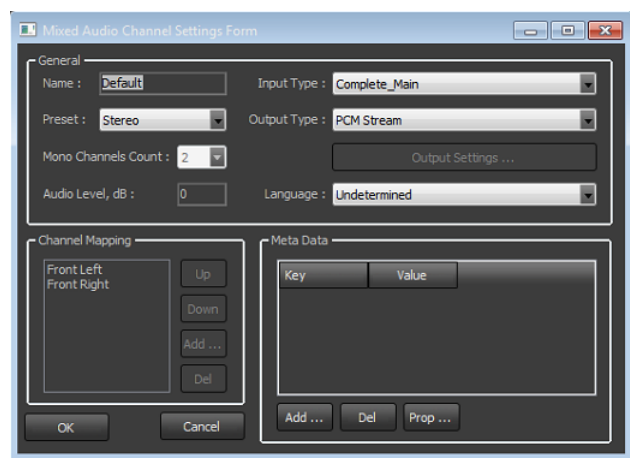 Mixed Audio Channel Settings Form
General
Name : Default Input Type : Complete_Main
Preset : Stereo Output Type : PCM Stream
Mono Channels Count : 2 Output Settings ...
Audio Level, dB : 0 Language : Undetermined
Channel Mapping
Front Left
Front Right
Up
Down
Add ...
Del
Meta Data
Key Value
Add ... Del Prop ...
OK Cancel